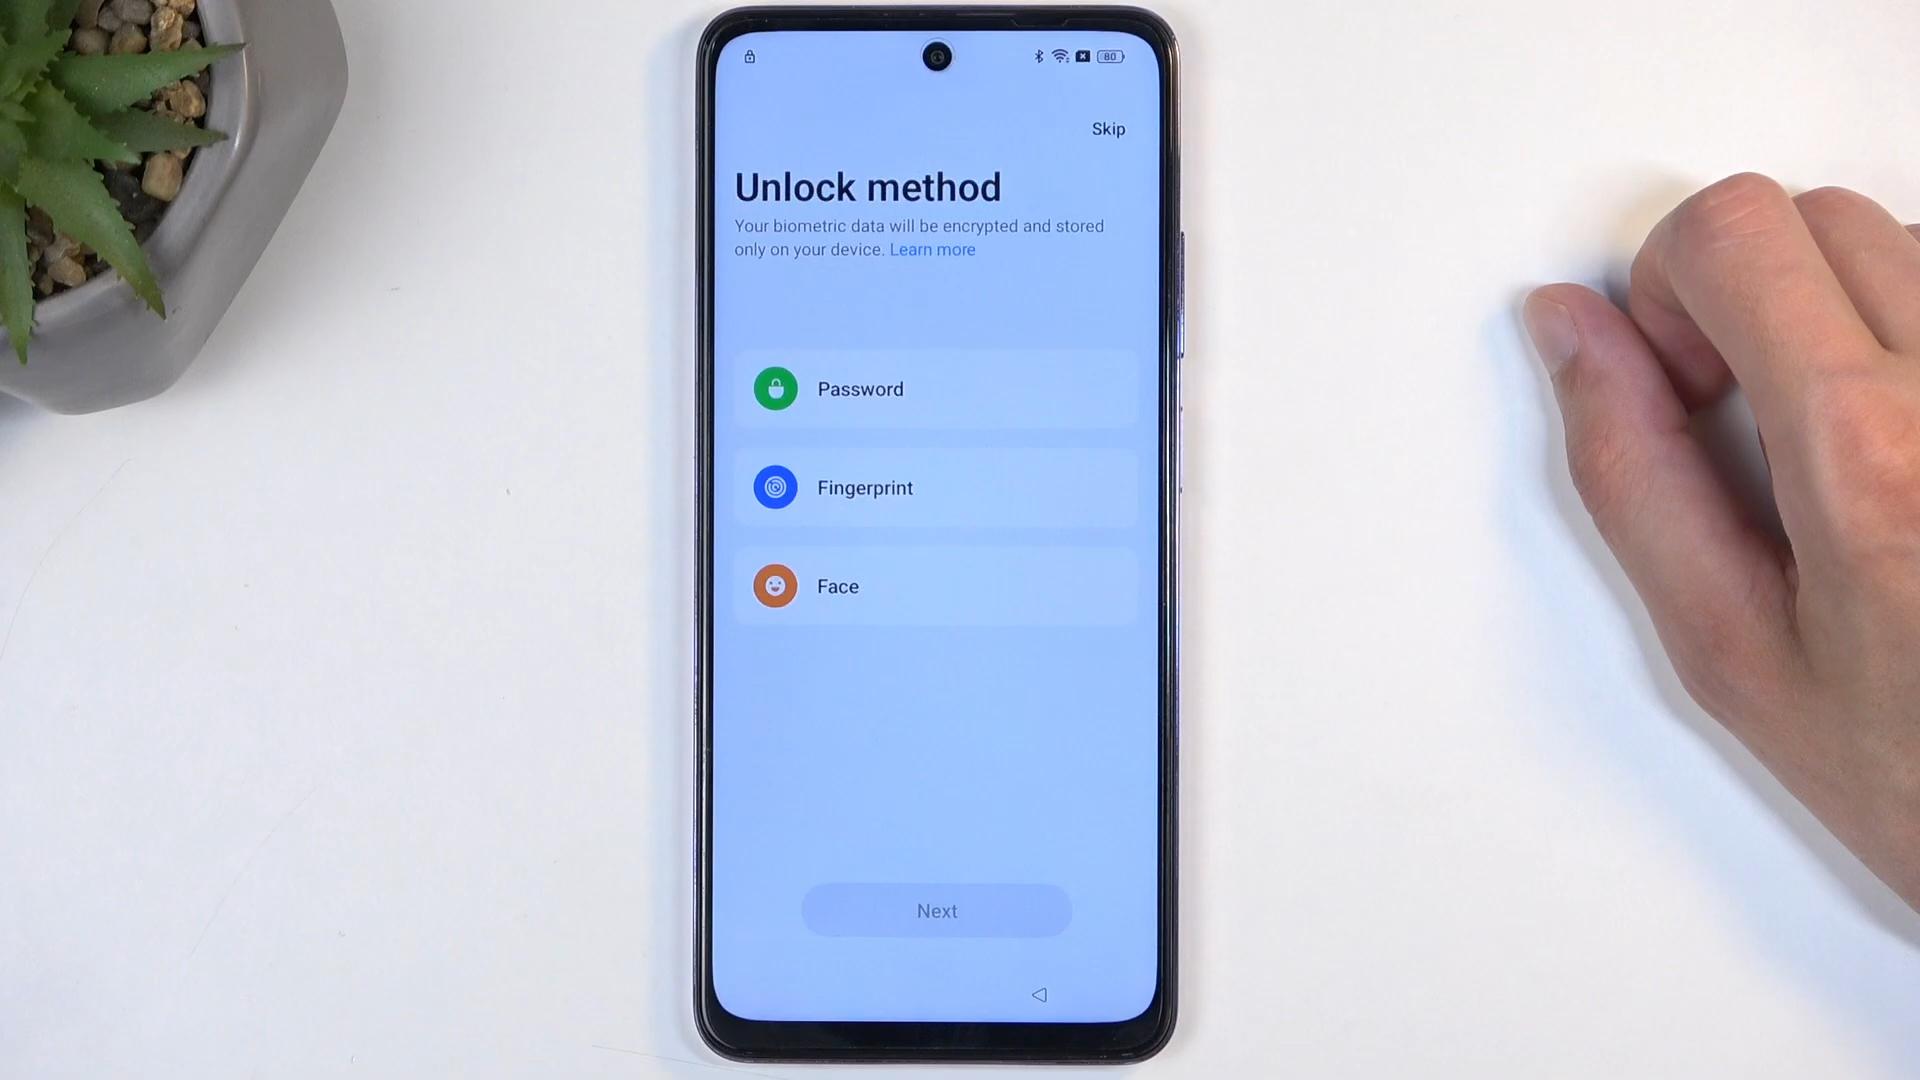 80
Skip
Unlock method
Your biometric data will be encrypted and stored
only on your device. Learn more
Password
Fingerprint
Face
Next